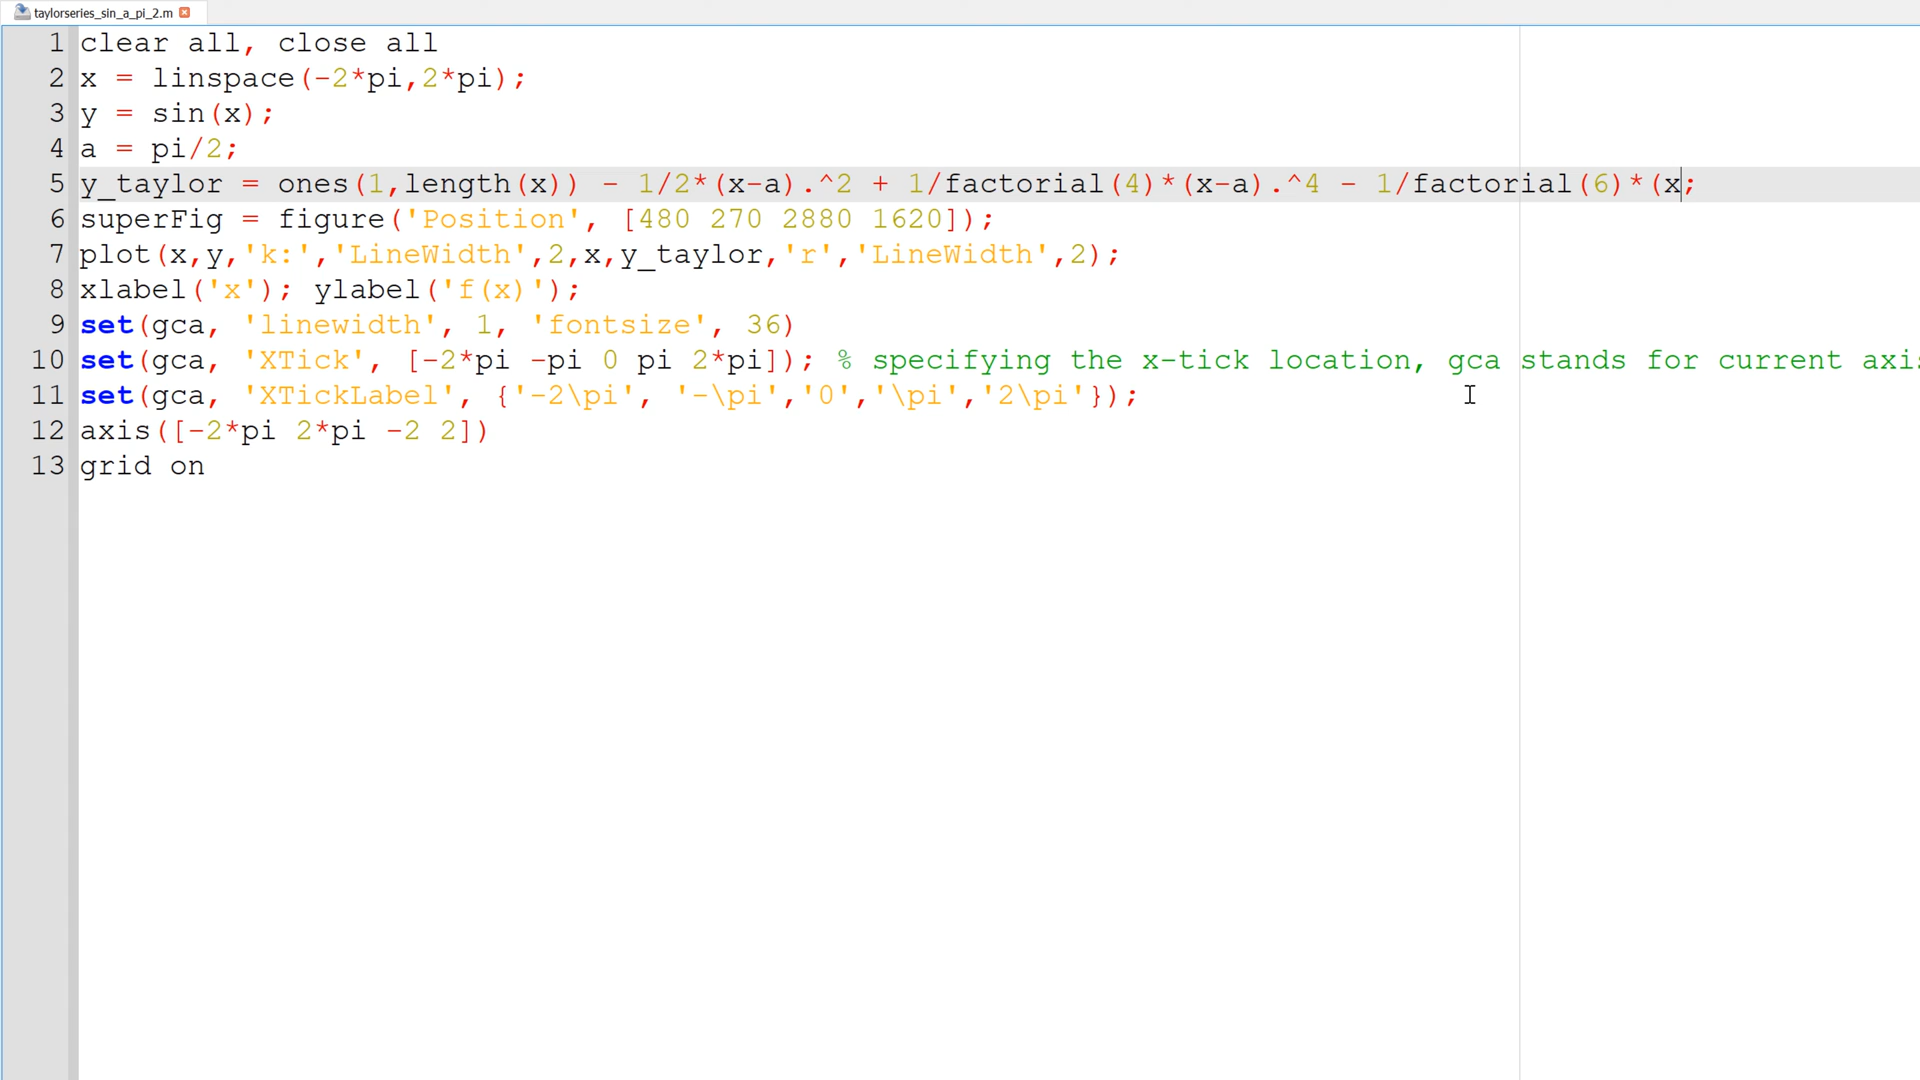 taylorseries_sin_a_pi_2.m
1 clear all, close all
2 x = linspace(-2*pi,2*pi);
3 y = sin(x);
4 a = pi/2;
5 y_taylor = ones(1,length(x)) - 1/2*(x-a).^2 + 1/factorial(4)*(x-a).^4 - 1/factorial(6)*(x;
6 superFig = figure('Position', [480 270 2880 1620]);
7 plot(x,y,'k:','LineWidth',2,x,y_taylor,'r','LineWidth',2);
8 xlabel('x'); ylabel('f(x)');
9 set(gca, 'linewidth', 1, 'fontsize', 36)
10 set(gca, 'XTick', [-2*pi -pi 0 pi 2*pi]); % specifying the x-tick location, gca stands for current axis
11 set(gca, 'XTickLabel', {'-2\pi', '-\pi','0','\pi','2\pi'});
12 axis([-2*pi 2*pi -2 2])
13 grid on